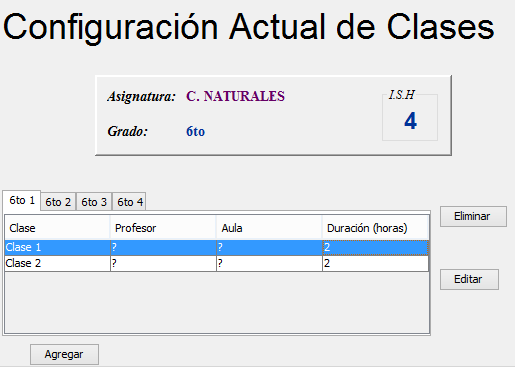 Configuración Actual de Clases
Asignatura: C. NATURALES
I.S.H
4
Grado: 6to
6to 1 6to 2 6to 3 6to 4
Clase Profesor Aula Duración (horas)
Clase 1 ? ? 2
Clase 2 ? ? 2
Eliminar
Editar
Agregar